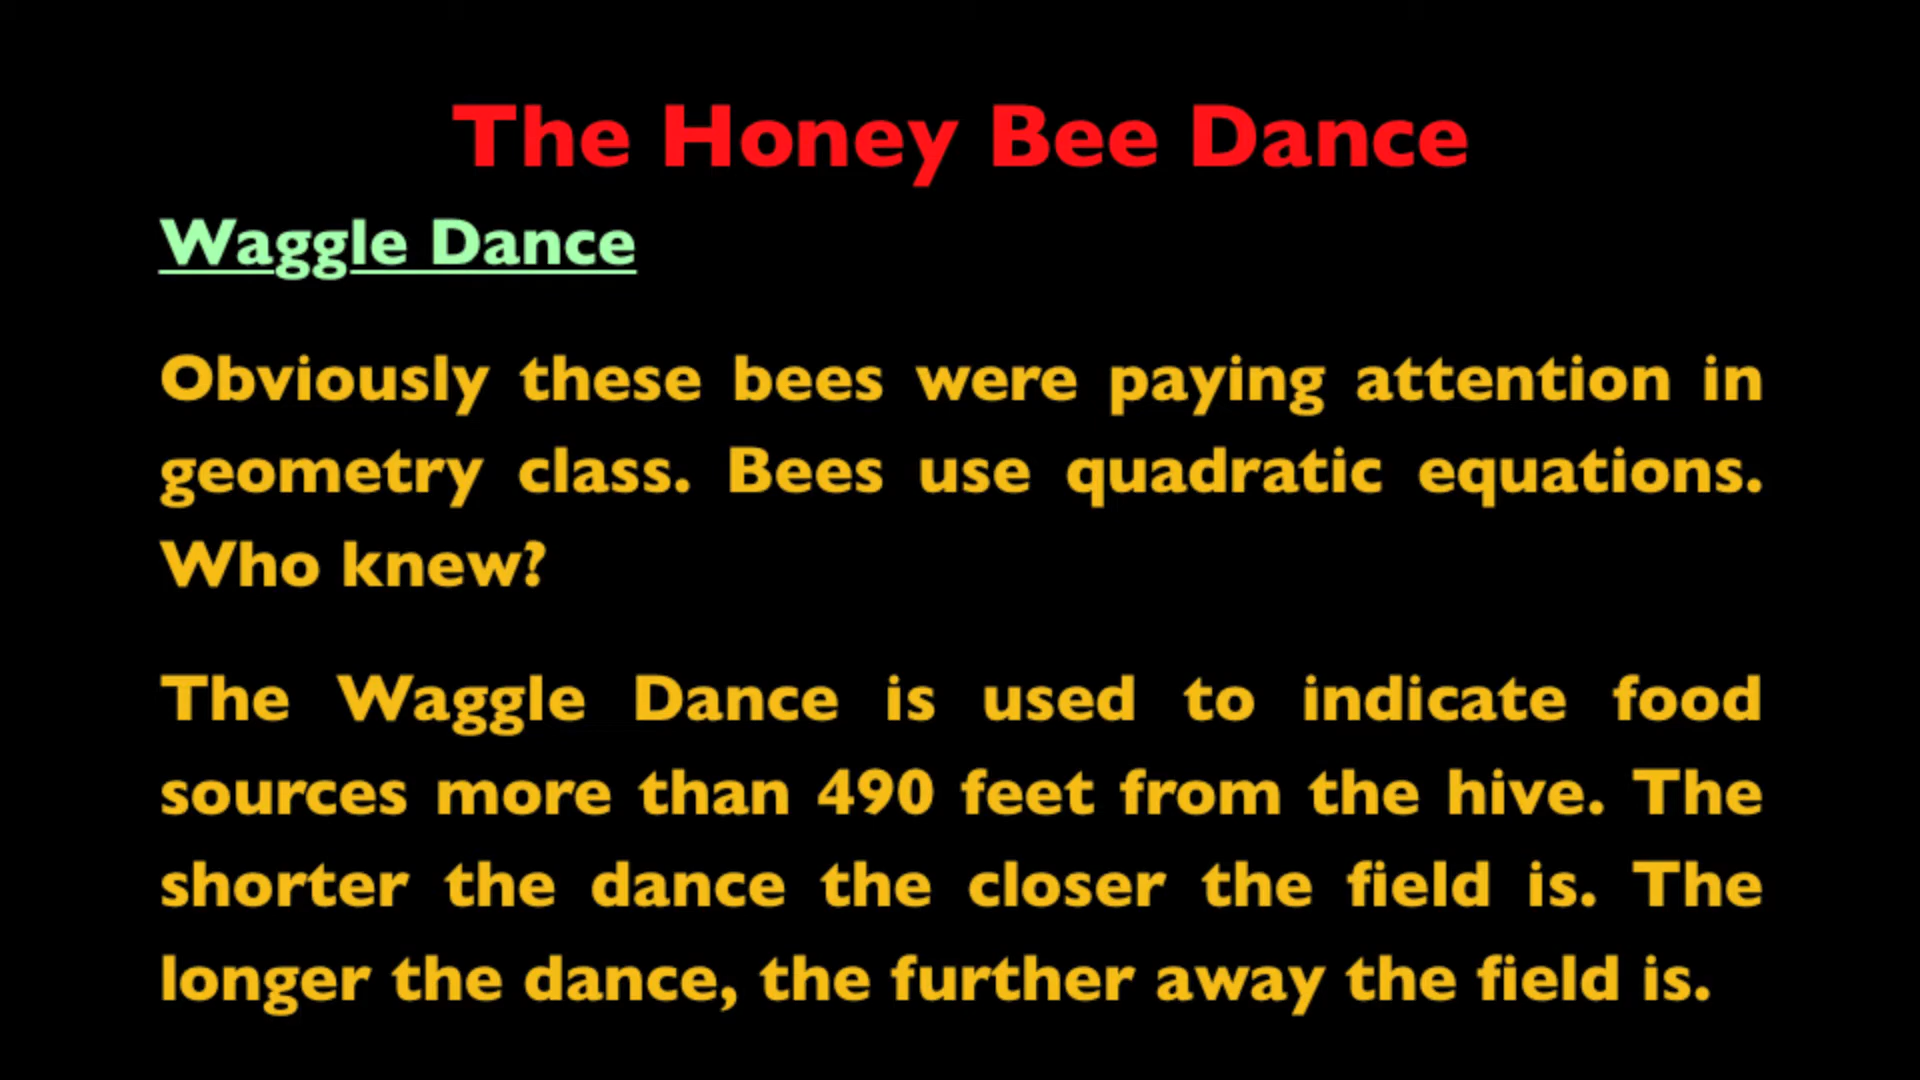 The Honey Bee Dance
Waggle Dance
Obviously these bees were paying attention in
geometry class. Bees use quadratic equations.
Who knew?
The Waggle Dance is used to indicate food
sources more than 490 feet from the hive. The
shorter the dance the closer the field is. The
longer the dance, the further away the field is.